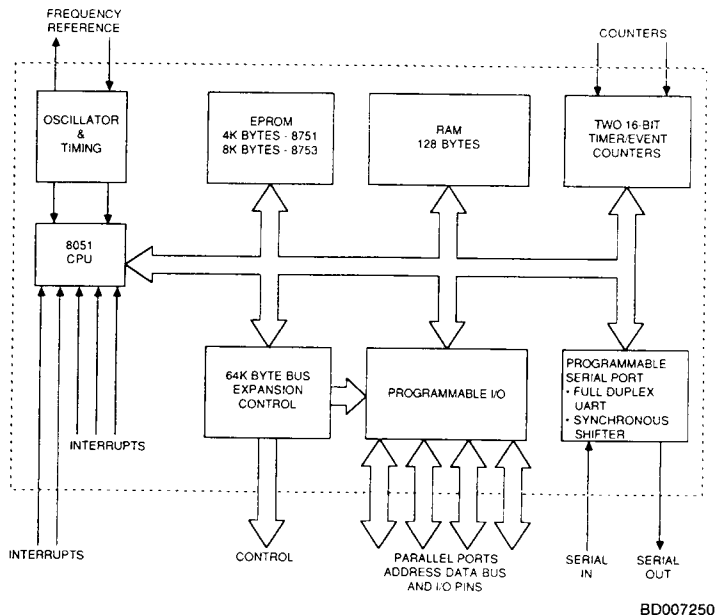 FREQUENCY
REFERENCE
COUNTERS
OSCILLATOR
&
TIMING
EPROM
4K BYTES - 8751
8K BYTES - 8753
RAM
128 BYTES
TWO 16-BIT
TIMER/EVENT
COUNTERS
8051
CPU
64K BYTE BUS
EXPANSION
CONTROL
PROGRAMMABLE I/O
PROGRAMMABLE
SERIAL PORT
• FULL DUPLEX
UART
• SYNCHRONOUS
SHIFTER
INTERRUPTS
INTERRUPTS
CONTROL
PARALLEL PORTS
ADDRESS DATA BUS
AND I/O PINS
SERIAL
IN
SERIAL
OUT
BD007250